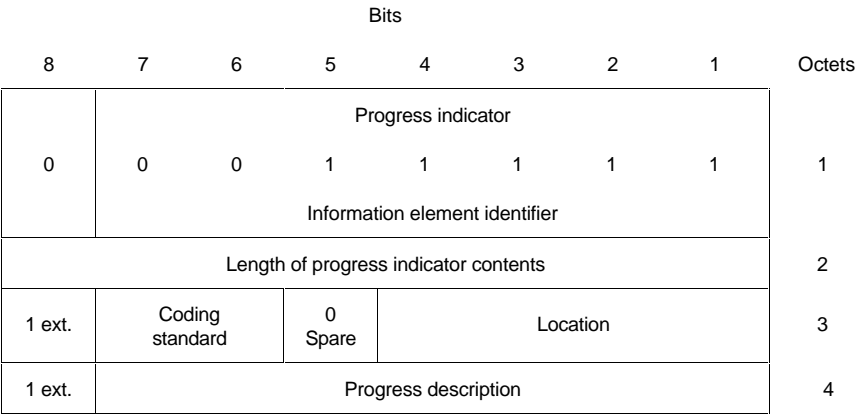 Bits
8 7 6 5 4 3 2 1 Octets
Progress indicator
0 0 0 1 1 1 1 1 1
Information element identifier
Length of progress indicator contents 2
1 ext. Coding standard 0 Spare Location 3
1 ext. Progress description 4